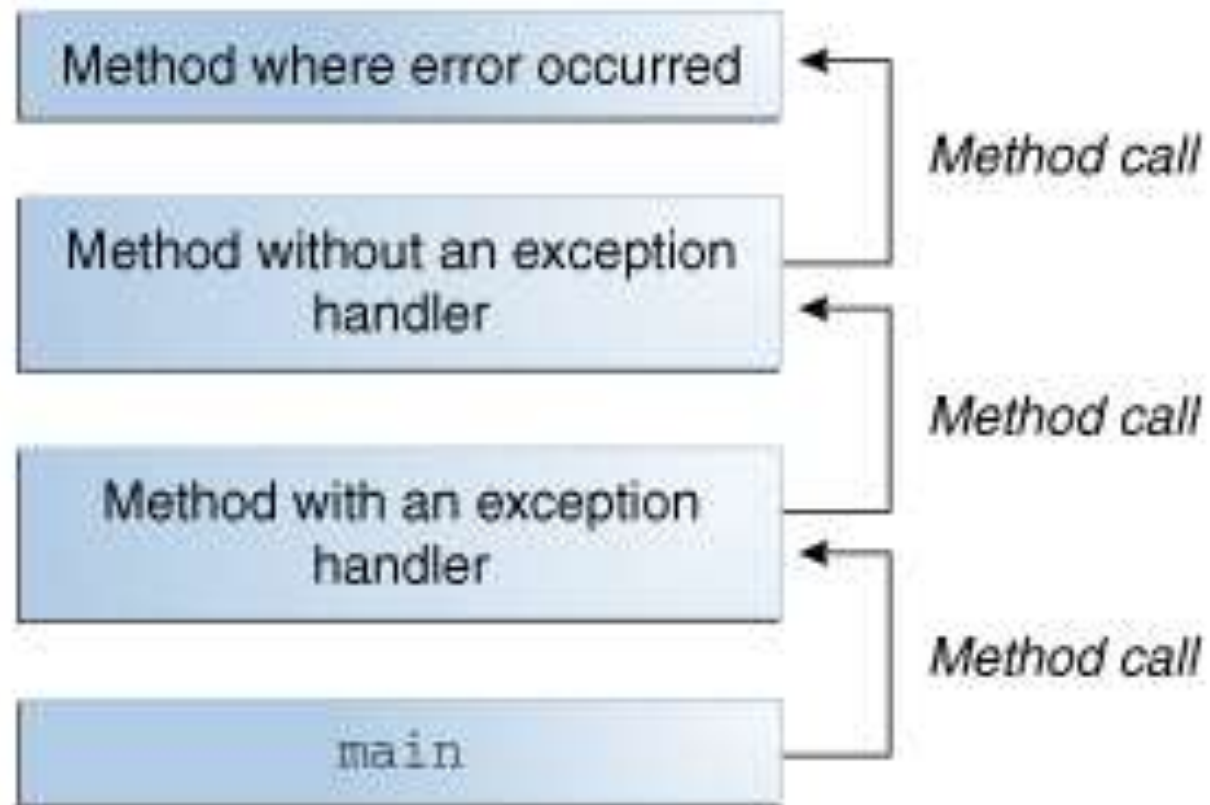 Method where error occurred
Method call
Method without an exception
handler
Method call
Method with an exception
handler
Method call
main